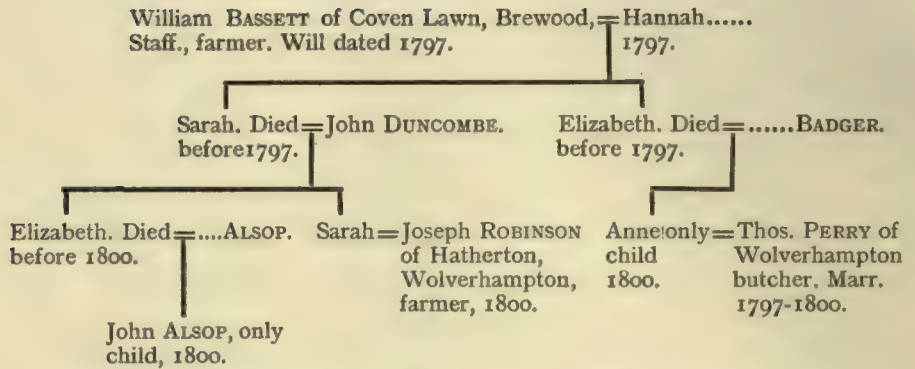 William BASSETT of Coven Lawn, Brewood,=Hannah......
Staff., farmer. Will dated 1797. 1797.
Sarah. Died=John DUNCOMBE. Elizabeth. Died=......BADGER.
before1797. before 1797.
Elizabeth. Died=....ALSOP. Sarah=Joseph ROBINSON Anne only=Thos. PERRY of
before 1800. of Hatherton, child Wolverhampton
Wolverhampton, 1800. butcher. Marr.
farmer, 1800. 1797-1800.
John ALSOP, only
child, 1800.